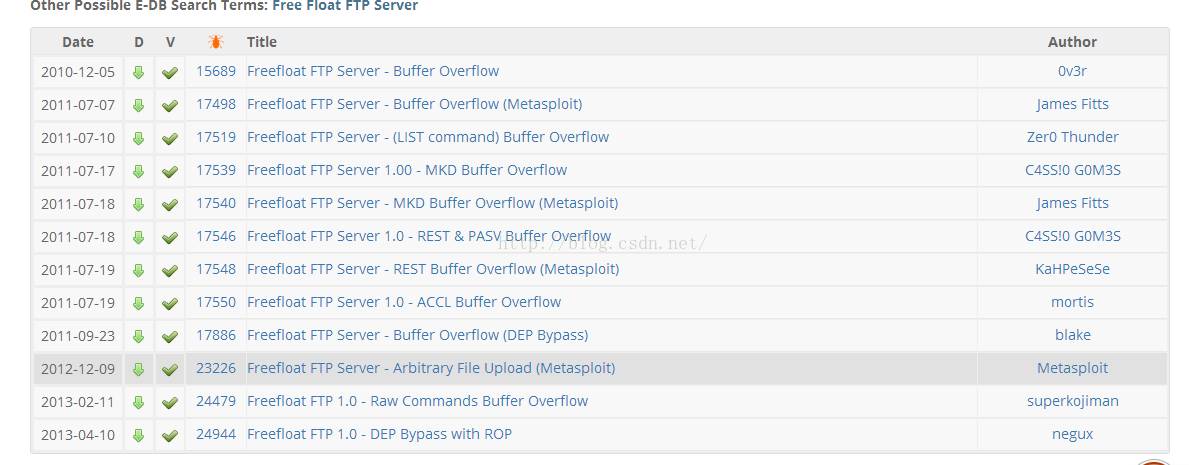 Other Possible E-DB Search Terms: Free Float FTP Server
Date D V Title Author
2010-12-05 15689 Freefloat FTP Server - Buffer Overflow 0v3r
2011-07-07 17498 Freefloat FTP Server - Buffer Overflow (Metasploit) James Fitts
2011-07-10 17519 Freefloat FTP Server - (LIST command) Buffer Overflow Zer0 Thunder
2011-07-17 17539 Freefloat FTP Server 1.00 - MKD Buffer Overflow C4SS!0 G0M3S
2011-07-18 17540 Freefloat FTP Server - MKD Buffer Overflow (Metasploit) James Fitts
2011-07-18 17546 Freefloat FTP Server 1.0 - REST & PASV Buffer Overflow C4SS!0 G0M3S
http://blog.csdn.net/
2011-07-19 17548 Freefloat FTP Server - REST Buffer Overflow (Metasploit) KaHPeSeSe
2011-07-19 17550 Freefloat FTP Server 1.0 - ACCL Buffer Overflow mortis
2011-09-23 17886 Freefloat FTP Server - Buffer Overflow (DEP Bypass) blake
2012-12-09 23226 Freefloat FTP Server - Arbitrary File Upload (Metasploit) Metasploit
2013-02-11 24479 Freefloat FTP 1.0 - Raw Commands Buffer Overflow superkojiman
2013-04-10 24944 Freefloat FTP 1.0 - DEP Bypass with ROP negux